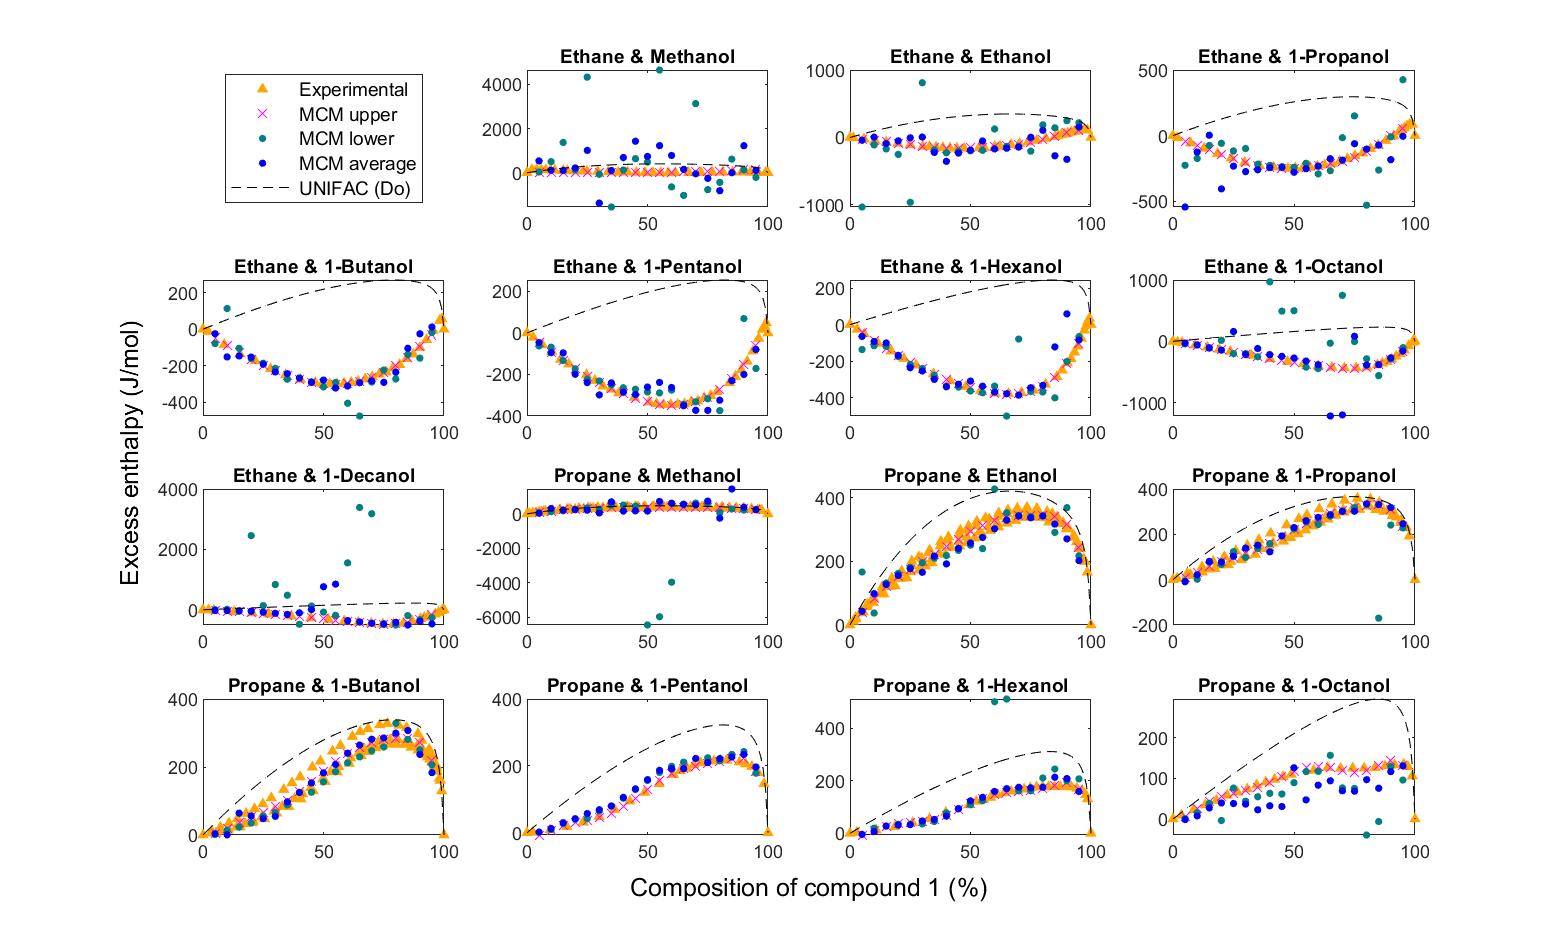 Experimental
MCM upper
MCM lower
MCM average
UNIFAC (Do)
Ethane & Methanol
4000
2000
0
0 50 100
Ethane & Ethanol
1000
0
-1000
0 50 100
Ethane & 1-Propanol
500
0
-500
0 50 100
Ethane & 1-Butanol
200
0
-200
-400
0 50 100
Ethane & 1-Pentanol
200
0
-200
-400
0 50 100
Ethane & 1-Hexanol
200
0
-200
-400
0 50 100
Ethane & 1-Octanol
1000
0
-1000
0 50 100
Excess enthalpy (J/mol)
Ethane & 1-Decanol
4000
2000
0
0 50 100
Propane & Methanol
0
-2000
-4000
-6000
0 50 100
Propane & Ethanol
400
200
0
0 50 100
Propane & 1-Propanol
400
200
0
-200
0 50 100
Propane & 1-Butanol
400
200
0
0 50 100
Propane & 1-Pentanol
400
200
0
0 50 100
Propane & 1-Hexanol
400
200
0
0 50 100
Propane & 1-Octanol
200
100
0
0 50 100
Composition of compound 1 (%)